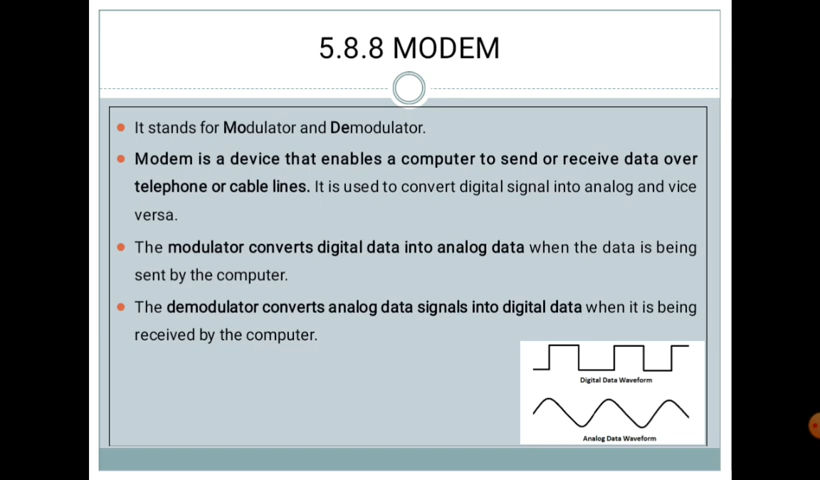 5.8.8 MODEM
It stands for Modulator and Demodulator.
Modem is a device that enables a computer to send or receive data over
telephone or cable lines. It is used to convert digital signal into analog and vice
versa.
The modulator converts digital data into analog data when the data is being
sent by the computer.
The demodulator converts analog data signals into digital data when it is being
received by the computer.
Digital Data Waveform
Analog Data Waveform